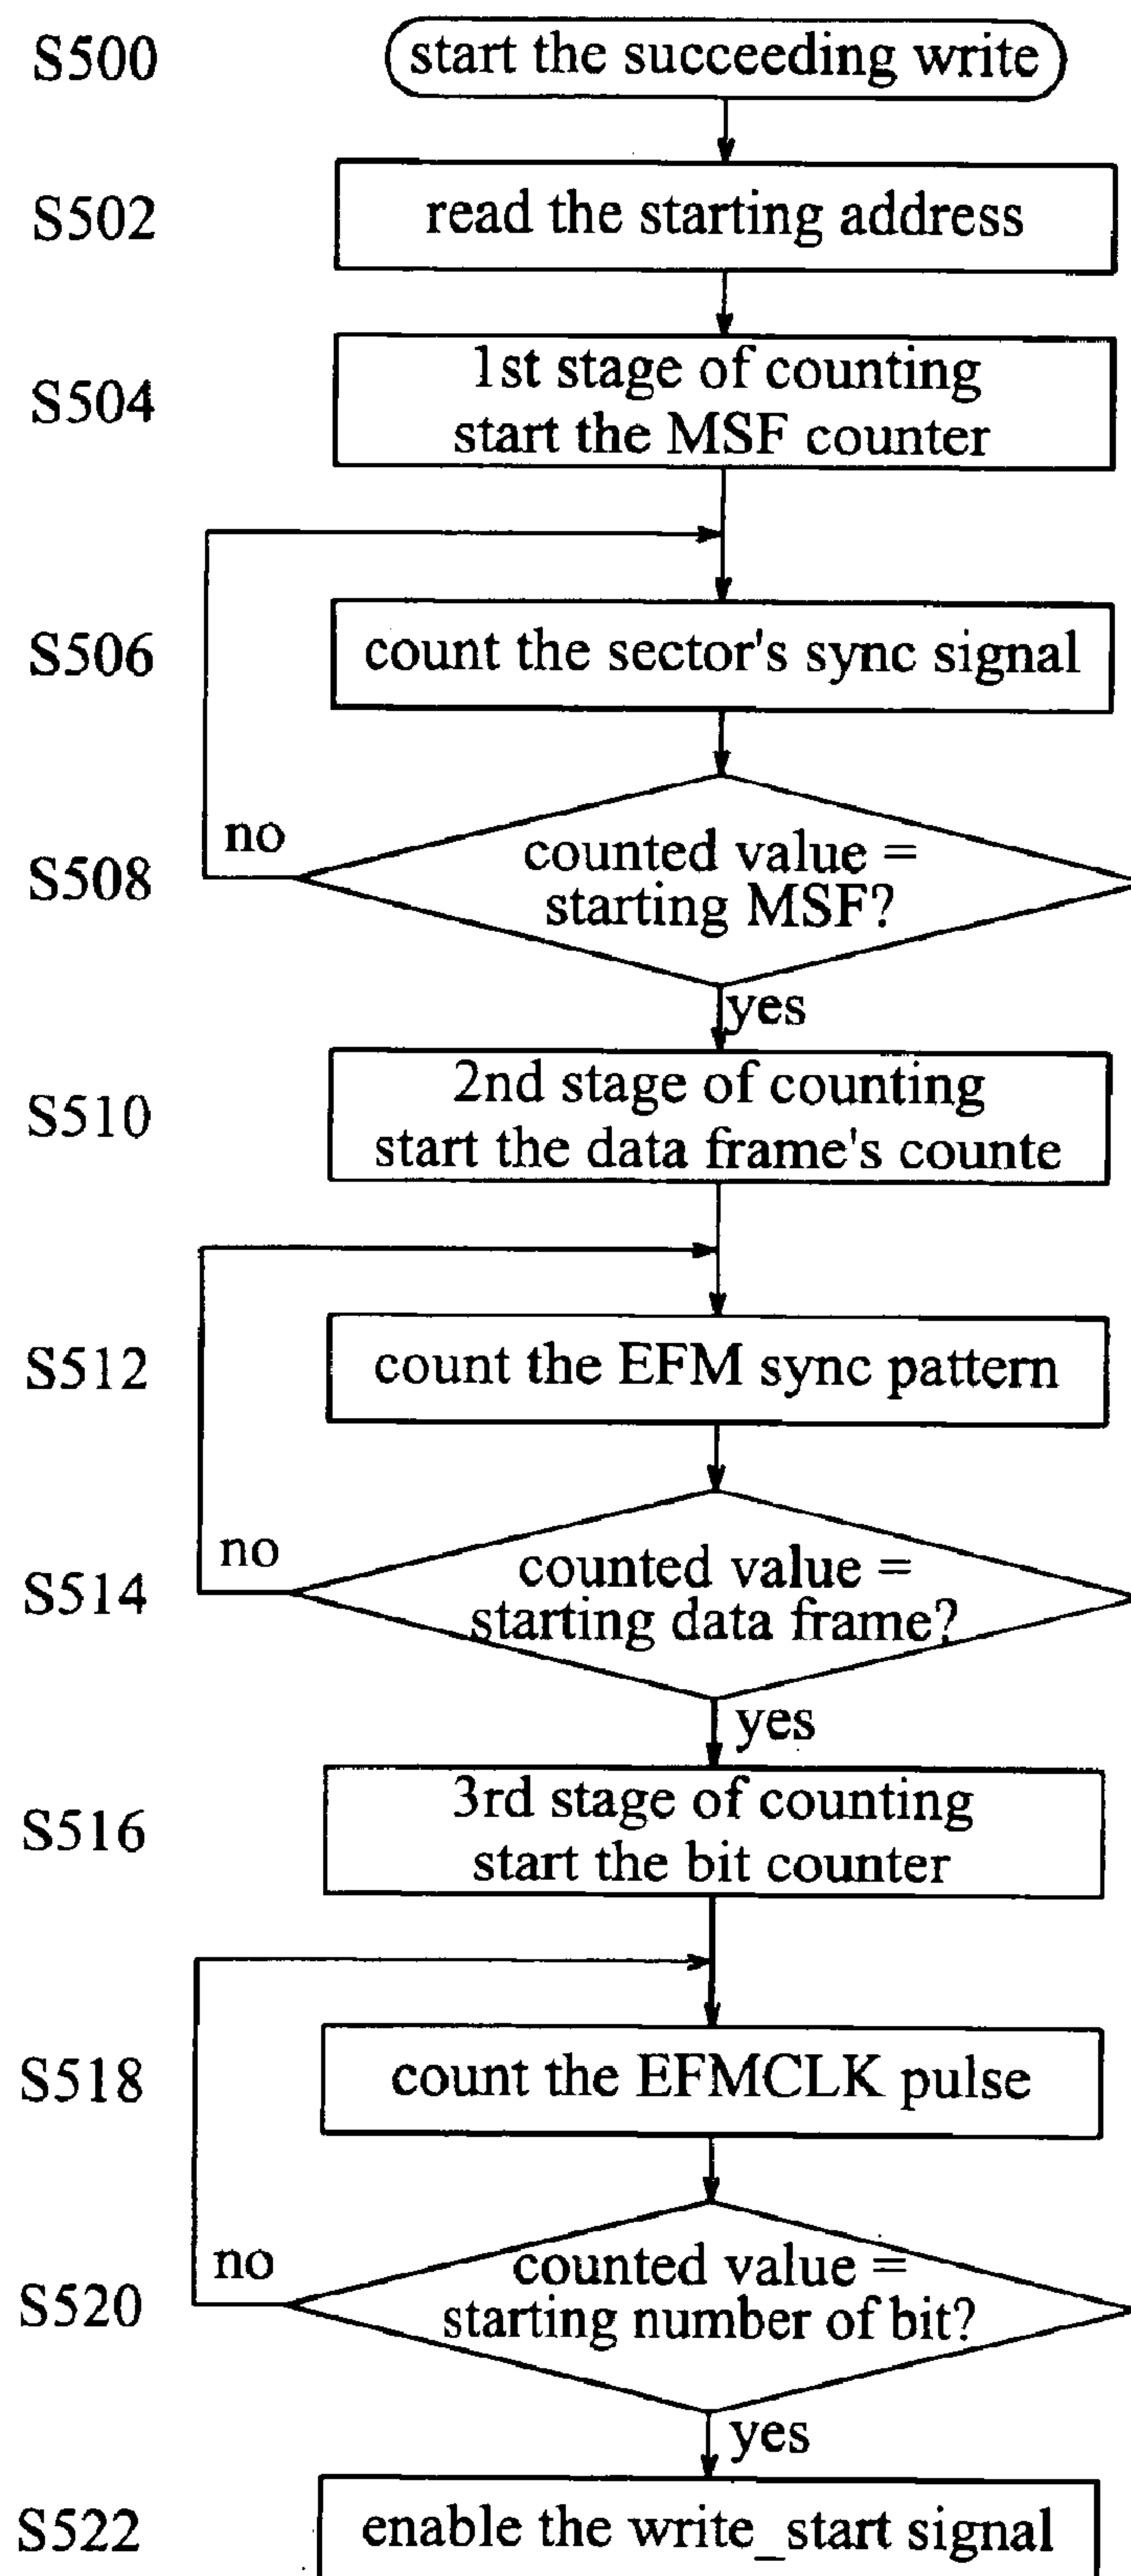 S500
start the succeeding write
S502
read the starting address
S504
1st stage of counting
start the MSF counter
S506
count the sector's sync signal
no
S508
counted value =
starting MSF?
yes
S510
2nd stage of counting
start the data frame's counte
S512
count the EFM sync pattern
no
S514
counted value =
starting data frame?
yes
S516
3rd stage of counting
start the bit counter
S518
count the EFMCLK pulse
no
S520
counted value =
starting number of bit?
yes
S522
enable the write_start signal